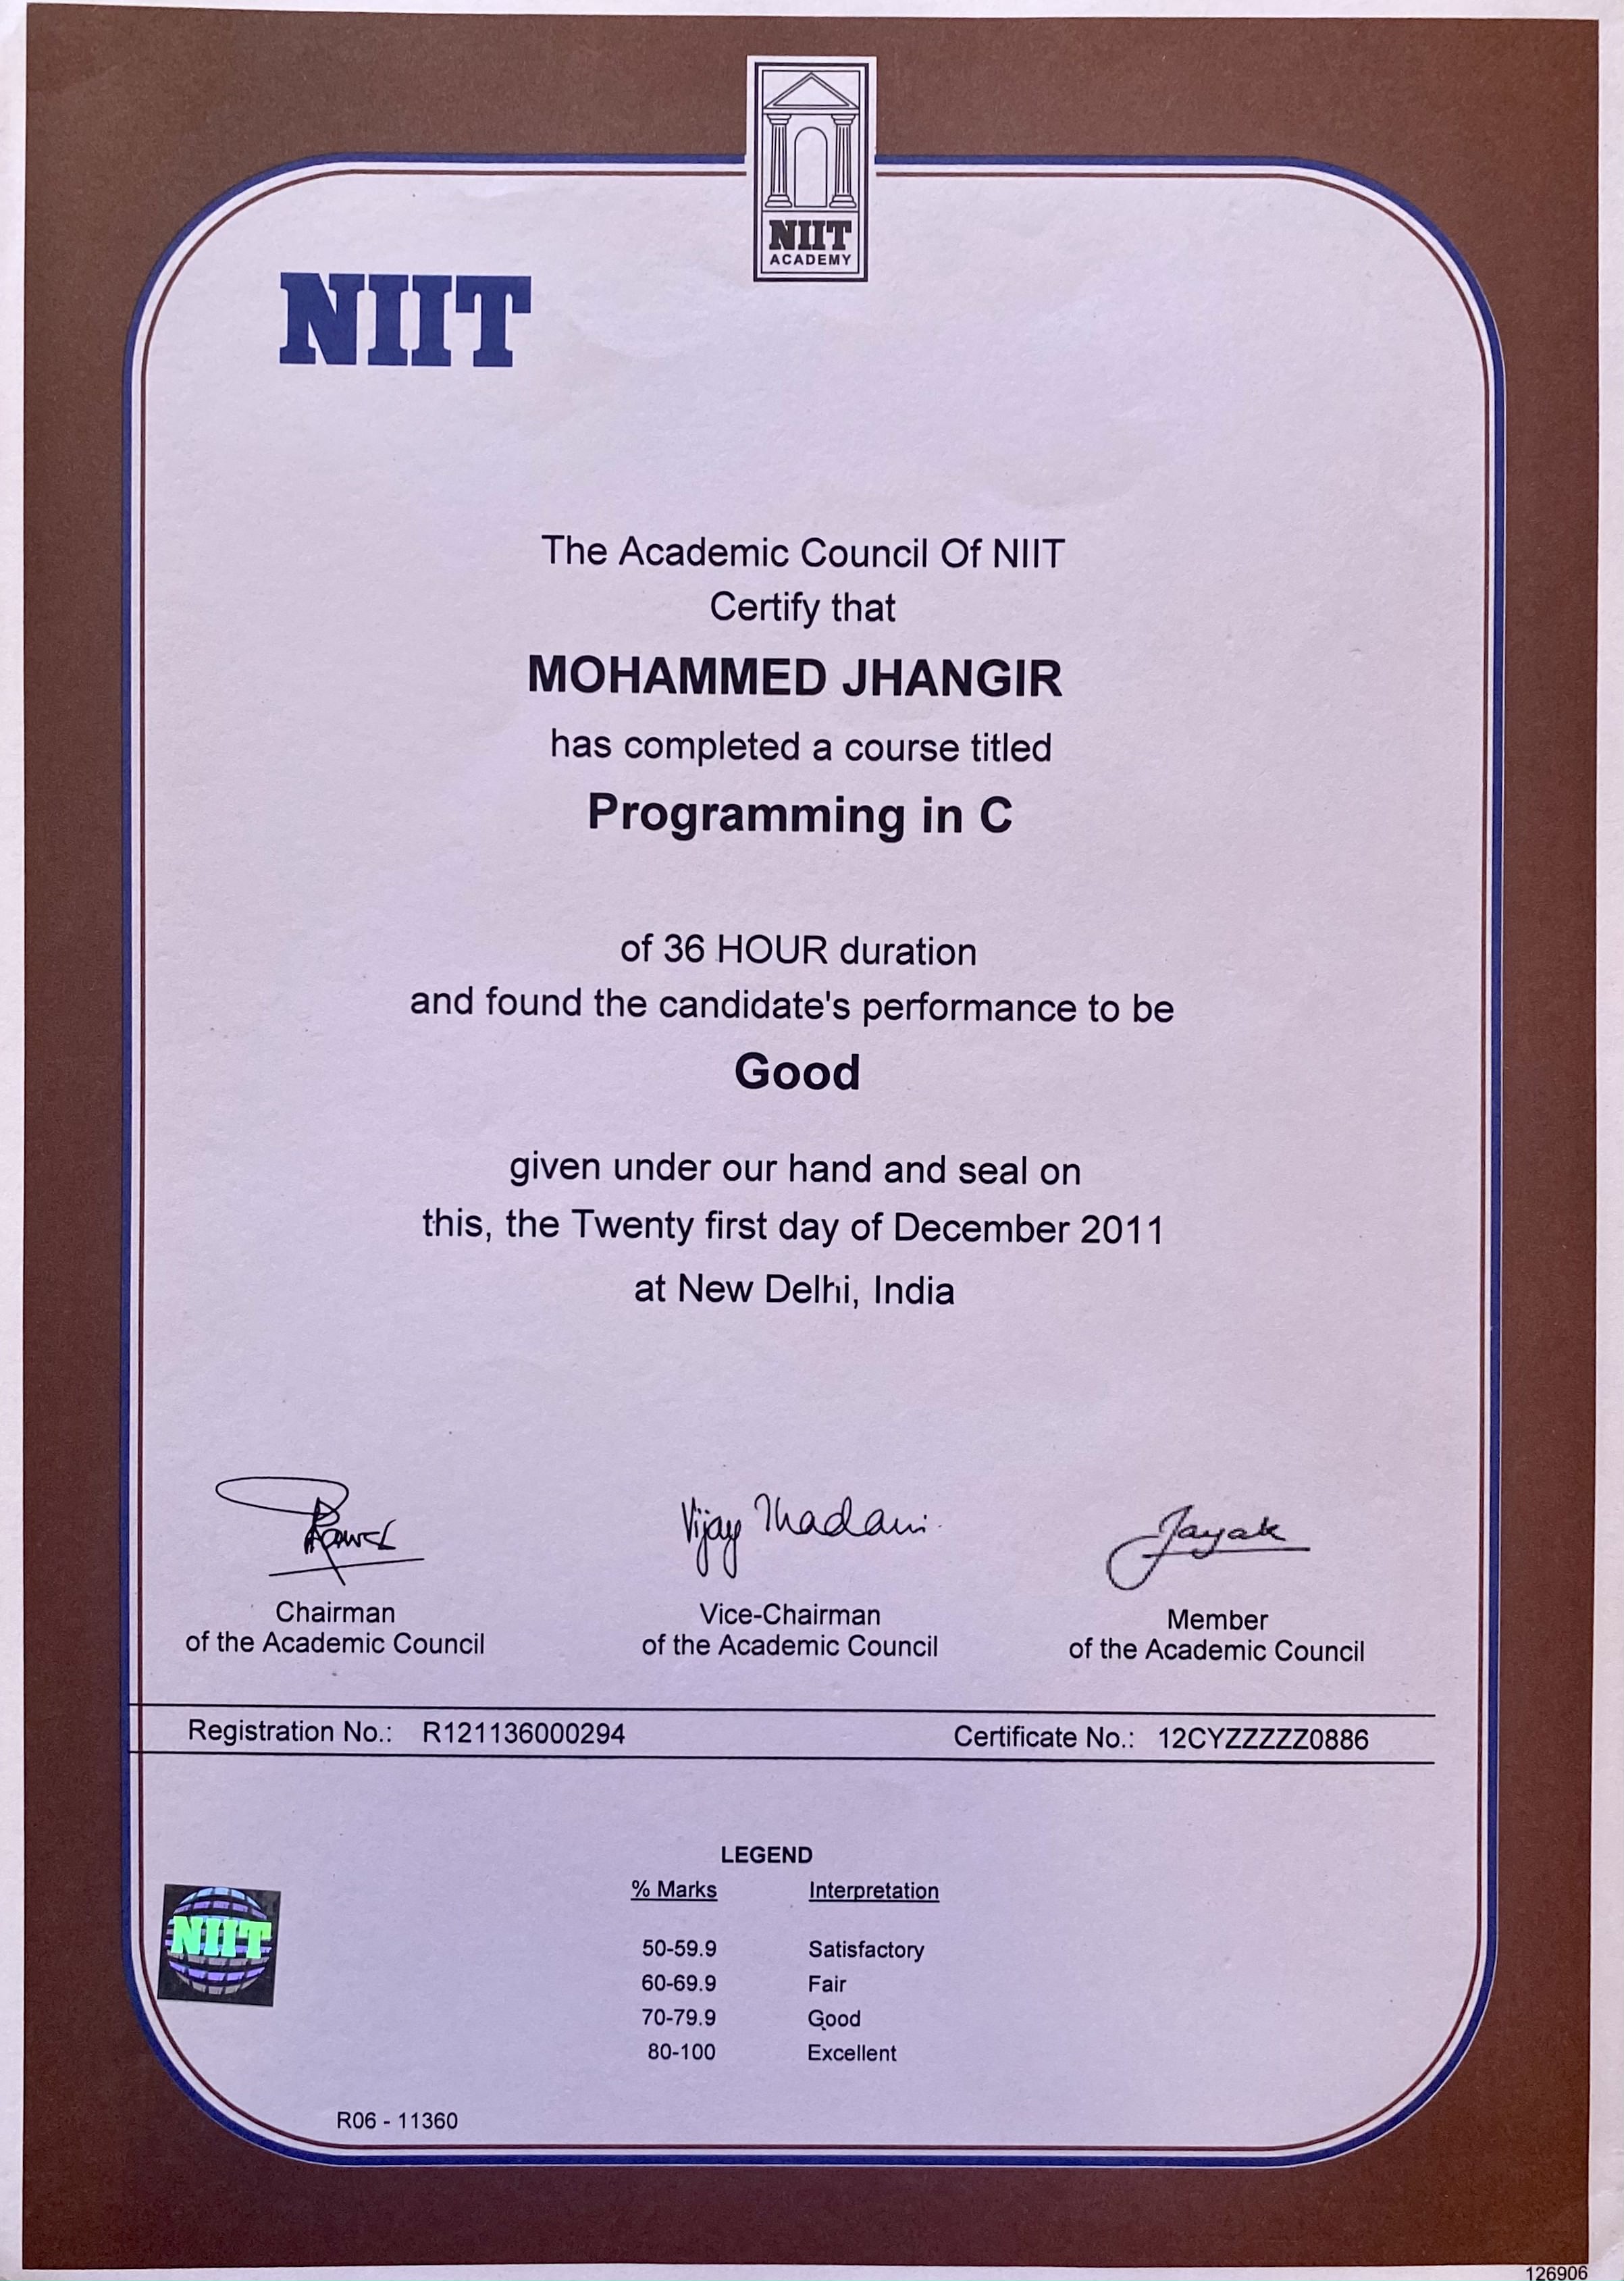 NIIT
ACADEMY
NIIT
The Academic Council Of NIIT
Certify that
MOHAMMED JHANGIR
has completed a course titled
Programming in C
of 36 HOUR duration
and found the candidate's performance to be
Good
given under our hand and seal on
this, the Twenty first day of December 2011
at New Delhi, India
Vijay Thadani
Chairman
of the Academic Council
Vice-Chairman
of the Academic Council
Member
of the Academic Council
Registration No.: R121136000294 Certificate No.: 12CYZZZZZ0886
LEGEND
% Marks Interpretation
50-59.9 Satisfactory
60-69.9 Fair
70-79.9 Good
80-100 Excellent
NIIT
R06 - 11360
126906